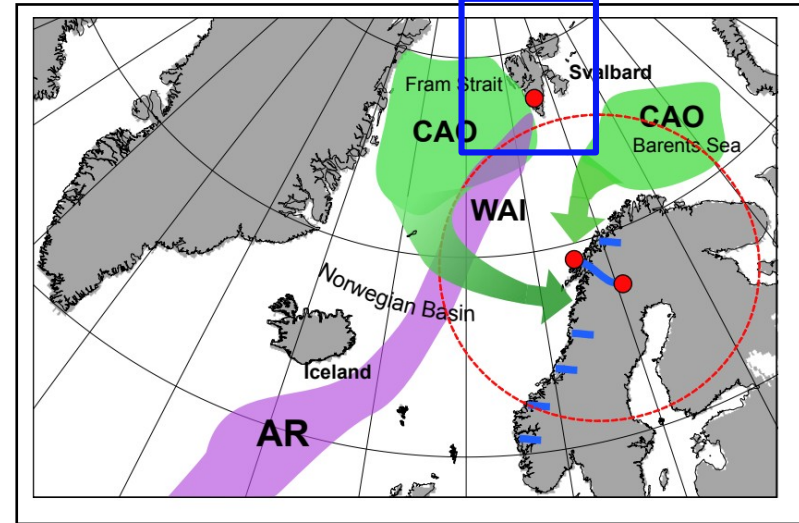 Svalbard
Fram Strait
CAO
CAO
Barents Sea
WAI
Norwegian Basin
Iceland
AR